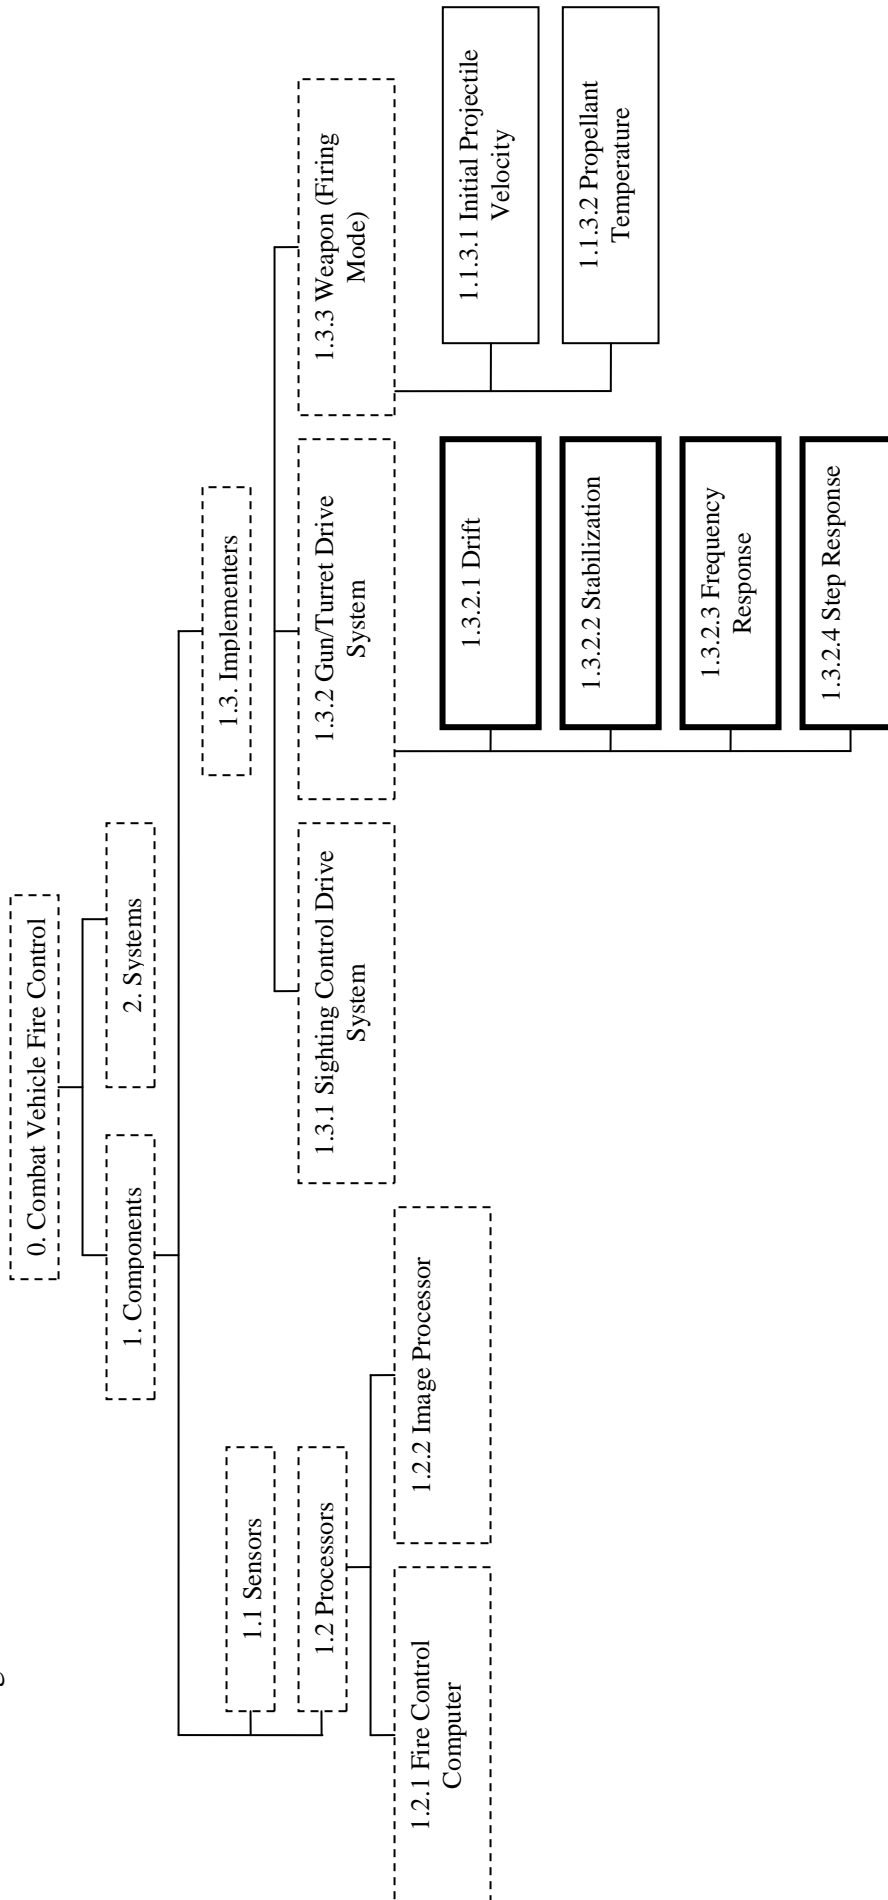 0. Combat Vehicle Fire Control
1. Components
2. Systems
1.1 Sensors
1.2 Processors
1.2.1 Fire Control
Computer
1.2.2 Image Processor
1.3. Implementers
1.3.1 Sighting Control Drive
System
1.3.2 Gun/Turret Drive
System
1.3.2.1 Drift
1.3.2.2 Stabilization
1.3.2.3 Frequency
Response
1.3.2.4 Step Response
1.3.3 Weapon (Firing
Mode)
1.1.3.1 Initial Projectile
Velocity
1.1.3.2 Propellant
Temperature